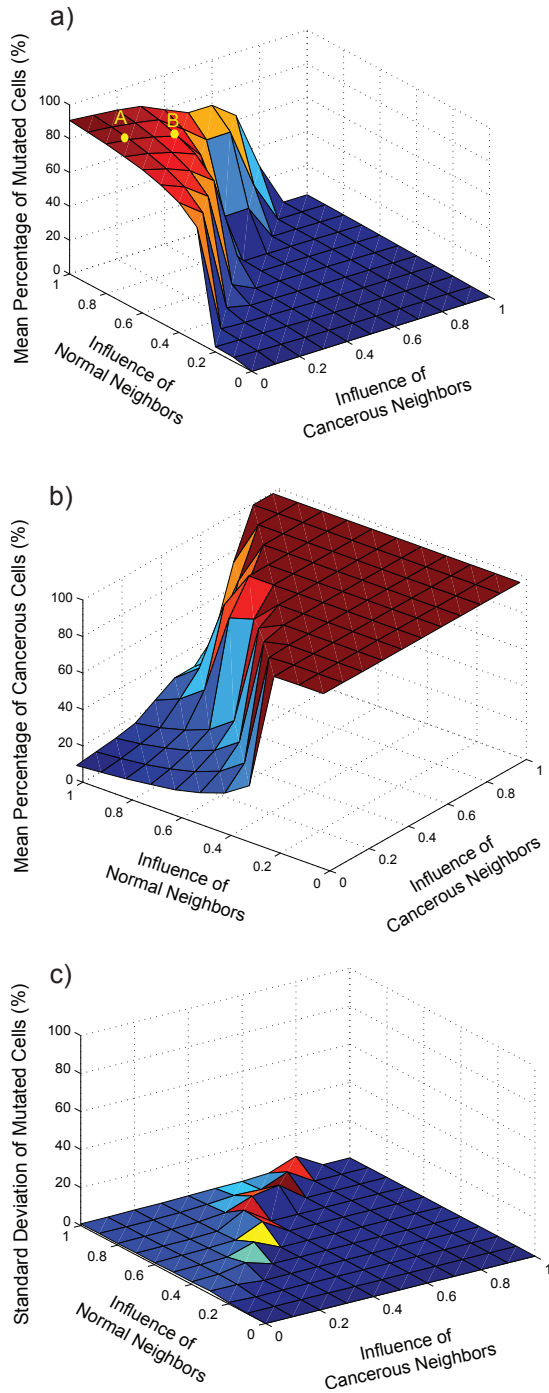 a)
Mean Percentage of Mutated Cells (%)
100
80
60
40
20
0
A
B
1
0.8
0.6
0.4
0.2
0
Influence of
Normal Neighbors
0
0.2
0.4
0.6
0.8
1
Influence of
Cancerous Neighbors
b)
Mean Percentage of Cancerous Cells (%)
100
80
60
40
20
0
1
0.8
0.6
0.4
0.2
0
Influence of
Normal Neighbors
0
0.2
0.4
0.6
0.8
1
Influence of
Cancerous Neighbors
c)
Standard Deviation of Mutated Cells (%)
100
80
60
40
20
0
1
0.8
0.6
0.4
0.2
0
Influence of
Normal Neighbors
0
0.2
0.4
0.6
0.8
1
Influence of
Cancerous Neighbors